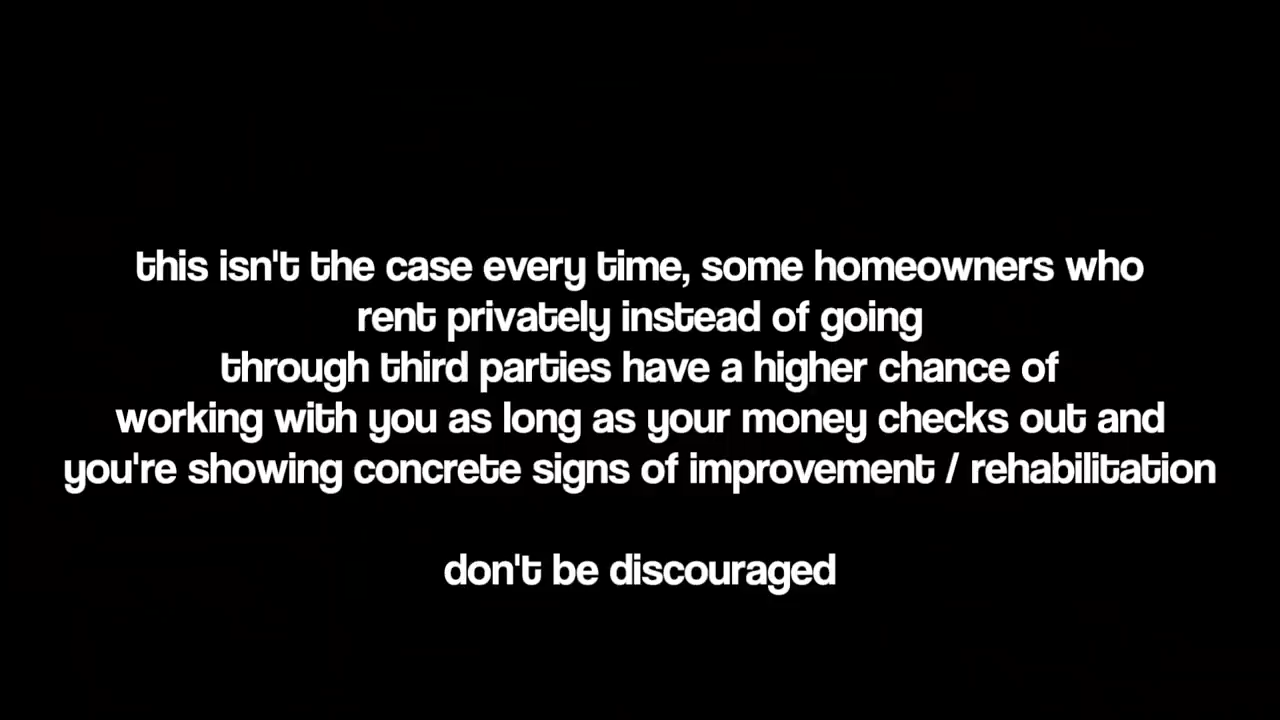 this isn't the case every time, some homeowners who
rent privately instead of going
through third parties have a higher chance of
working with you as long as your money checks out and
you're showing concrete signs of improvement / rehabilitation
don't be discouraged